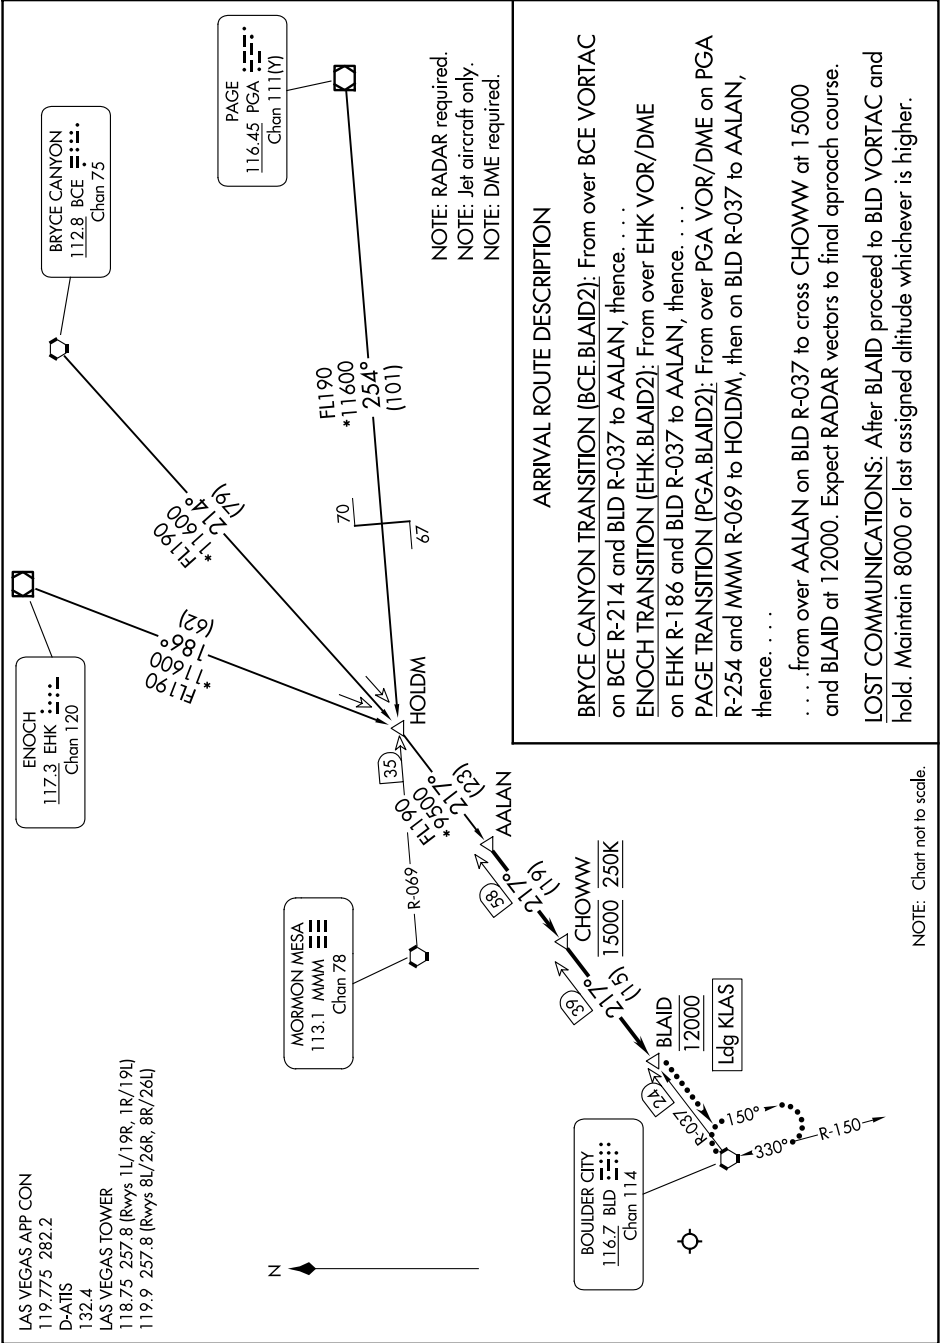 LAS VEGAS APP CON
119.775 282.2
D-ATIS
132.4
LAS VEGAS TOWER
118.75 257.8 (Rwys 1L/19R, 1R/19L)
119.9 257.8 (Rwys 8L/26R, 8R/26L)
N
ENOCH
117.3 EHK
Chan 120
BRYCE CANYON
112.8 BCE
Chan 75
PAGE
116.45 PGA
Chan 111(Y)
MORMON MESA
113.1 MMM
Chan 78
BOULDER CITY
116.7 BLD
Chan 114
FL190
*11600
186°
(62)
FL190
*11600
214°
(79)
FL190
*11600
254°
(101)
70
67
HOLDM
35
R-069
FL190
*9500
217°
(23)
AALAN
58
217°
(19)
CHOWW
15000 250K
39
217°
(15)
BLAID
12000
Ldg KLAS
24
R-037
150°
330°
R-150
NOTE: RADAR required.
NOTE: Jet aircraft only.
NOTE: DME required.
ARRIVAL ROUTE DESCRIPTION
BRYCE CANYON TRANSITION (BCE.BLAID2): From over BCE VORTAC
on BCE R-214 and BLD R-037 to AALAN, thence. . . .
ENOCH TRANSITION (EHK.BLAID2): From over EHK VOR/DME
on EHK R-186 and BLD R-037 to AALAN, thence. . . .
PAGE TRANSITION (PGA.BLAID2): From over PGA VOR/DME on PGA
R-254 and MMM R-069 to HOLDM, then on BLD R-037 to AALAN,
thence. . . .
. . . .from over AALAN on BLD R-037 to cross CHOWW at 15000
and BLAID at 12000. Expect RADAR vectors to final aproach course.
LOST COMMUNICATIONS: After BLAID proceed to BLD VORTAC and
hold. Maintain 8000 or last assigned altitude whichever is higher.
NOTE: Chart not to scale.